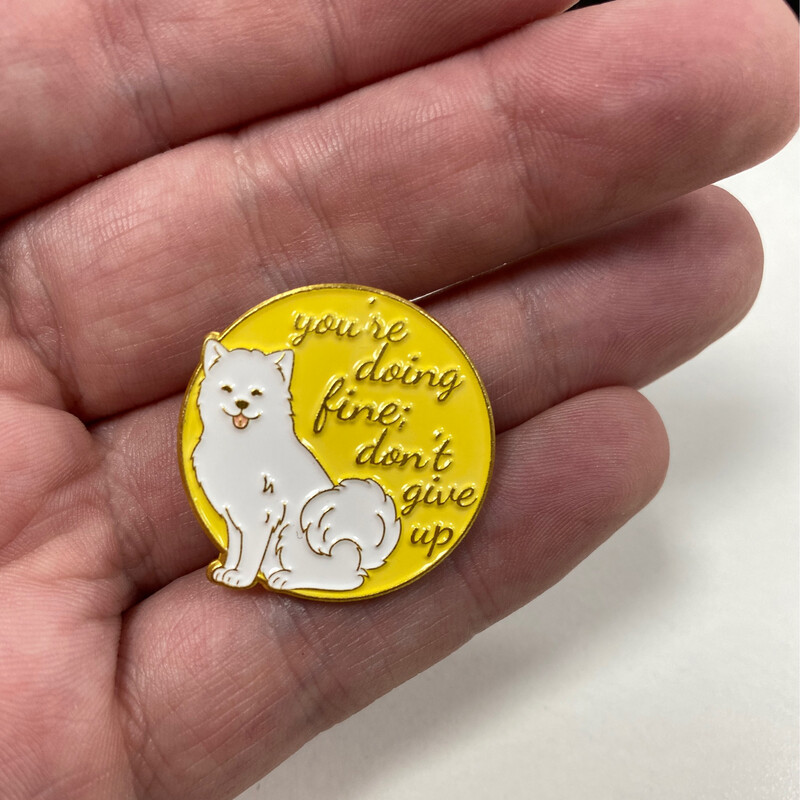 you're
doing
fine;
don't
give
up